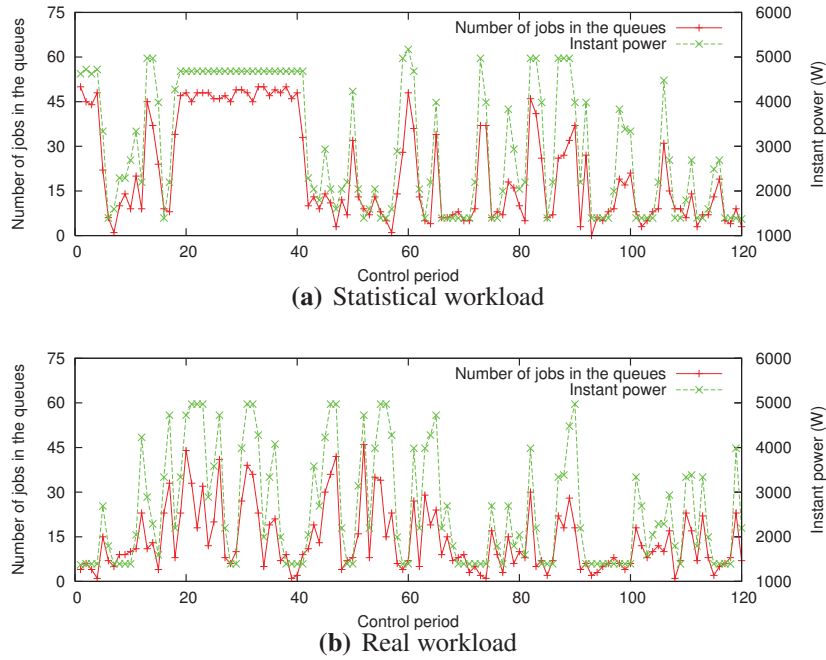 Number of jobs in the queues
Instant power
Number of jobs in the queues
75
60
45
30
15
0
6000
5000
4000
3000
2000
1000
Instant power (W)
0 20 40 60 80 100 120
Control period
(a) Statistical workload
Number of jobs in the queues
Instant power
Number of jobs in the queues
75
60
45
30
15
0
6000
5000
4000
3000
2000
1000
Instant power (W)
0 20 40 60 80 100 120
Control period
(b) Real workload